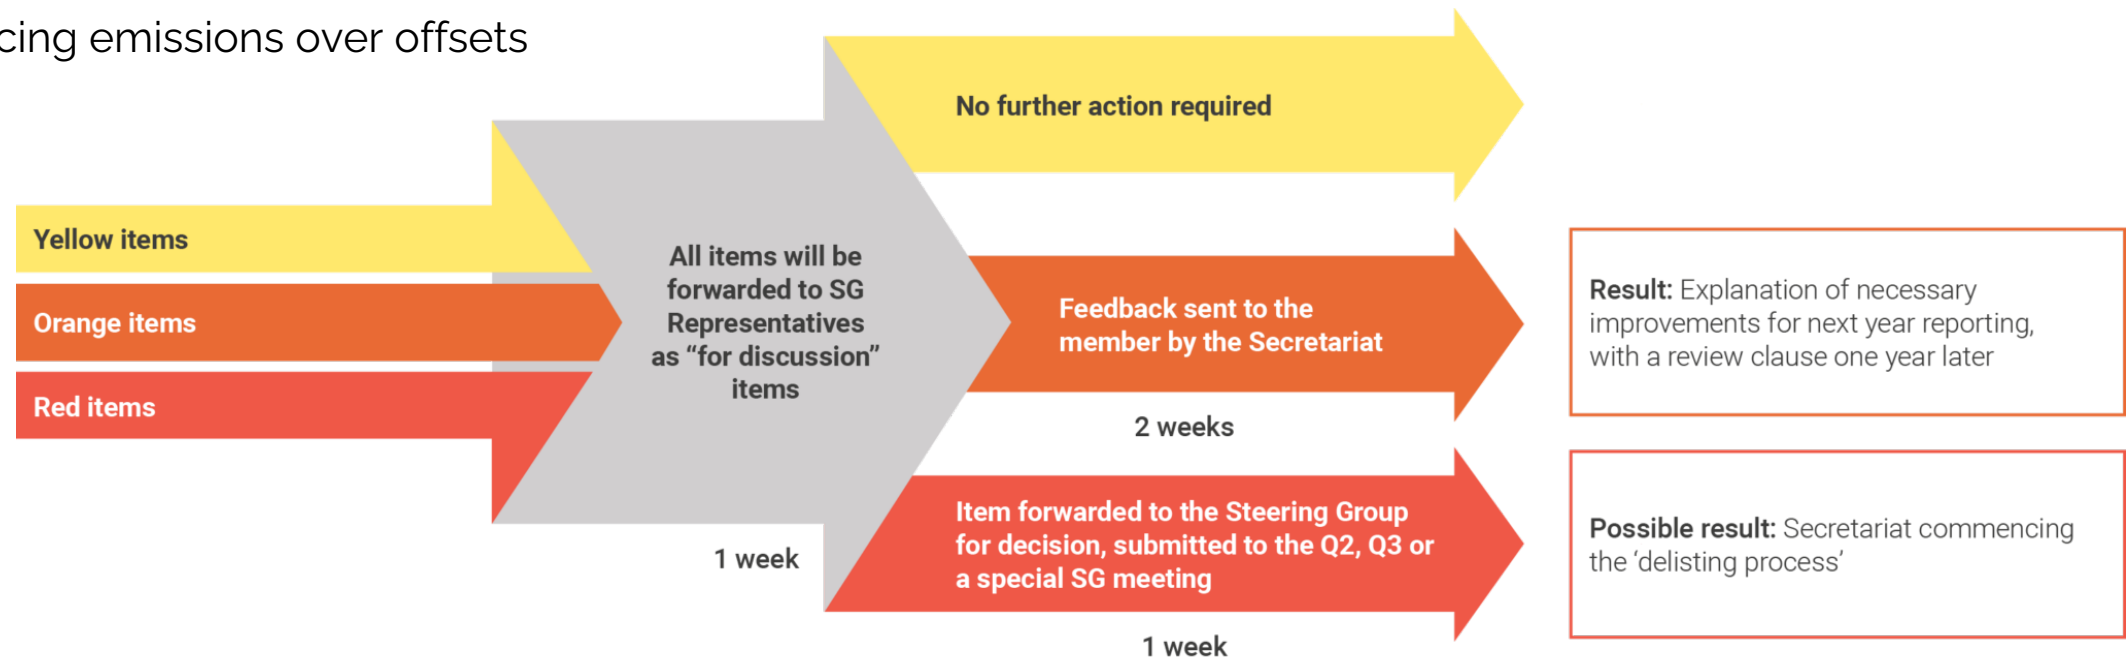 cing emissions over offsets
Yellow items
Orange items
Red items
All items will be
forwarded to SG
Representatives
as “for discussion”
items
1 week
No further action required
Feedback sent to the
member by the Secretariat
2 weeks
Item forwarded to the Steering Group
for decision, submitted to the Q2, Q3 or
a special SG meeting
1 week
Result: Explanation of necessary
improvements for next year reporting,
with a review clause one year later
Possible result: Secretariat commencing
the ‘delisting process’